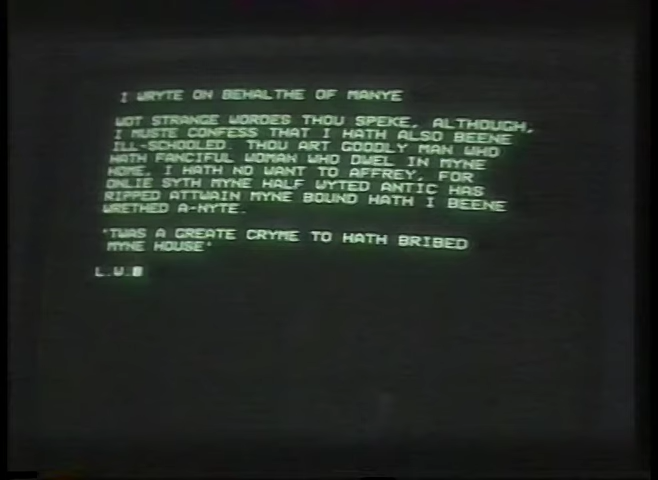 I WRYTE ON BEHALTHE OF MANYE
WOT STRANGE WORDES THOU SPEKE, ALTHOUGH,
I MUSTE CONFESS THAT I HATH ALSO BEENE
ILL-SCHOOLED. THOU ART GOODLY MAN WHO
HATH FANCIFUL WOMAN WHO DWEL IN MYNE
HOME, I HATH NO WANT TO AFFREY, FOR
ONLIE SYTH MYNE HALF WYTED ANTIC HAS
RIPPED ATTWAIN MYNE BOUND HATH I BEENE
WRETHED A-NYTE.
"TWAS A GREATE CRYME TO HATH BRIBED
MYNE HOUSE"
L.W.